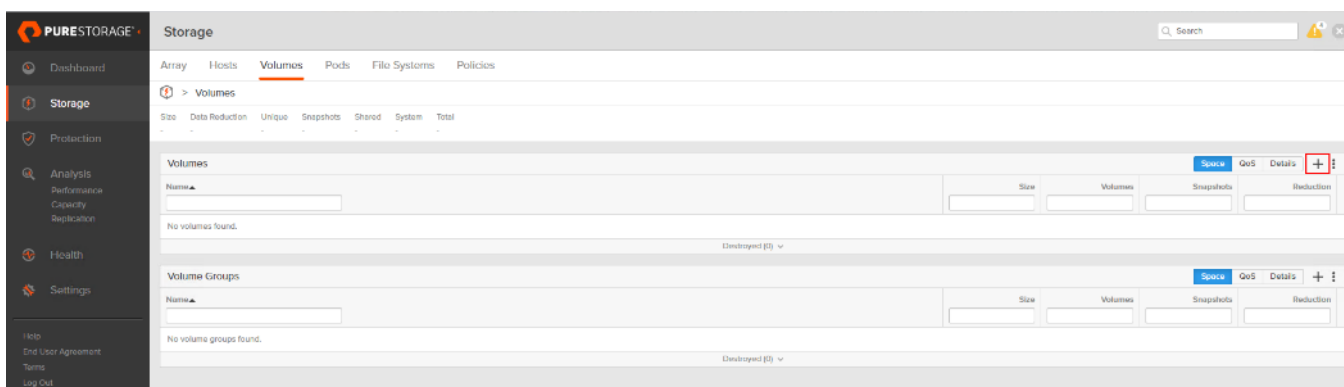 PURESTORAGE®
Storage
Search
4
Dashboard
Storage
Protection
Analysis
Performance
Capacity
Replication
Health
Settings
Help
End User Agreement
Terms
Log Out
Array Hosts Volumes Pods File Systems Policies
> Volumes
Size Data Reduction Unique Snapshots Shared System Total
- - - - - - -
Volumes
Space QoS Details
Name▲ Size Volumes Snapshots Reduction
No volumes found.
Destroyed (0)
Volume Groups
Space QoS Details
Name▲ Size Volumes Snapshots Reduction
No volume groups found.
Destroyed (0)